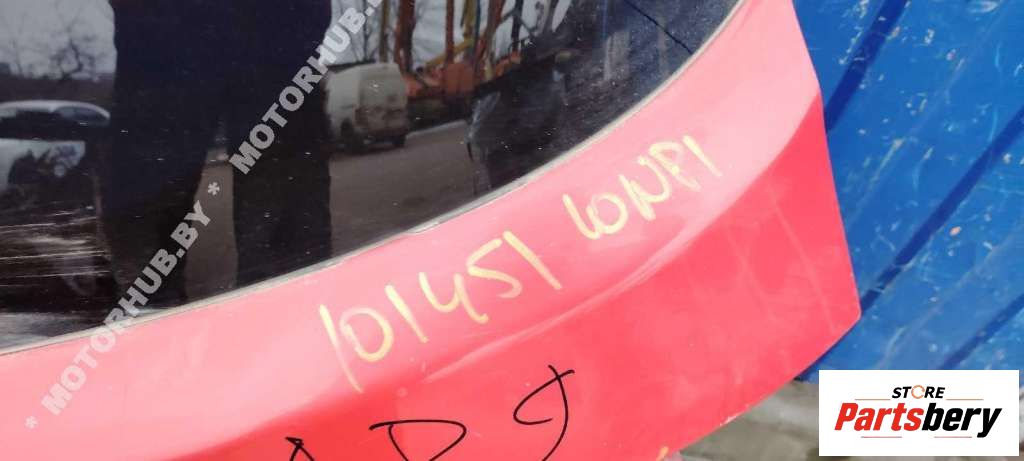 * MOTORHUB.BY * MOTORHUB.BY
101451 10NP1
STORE
Partsbery